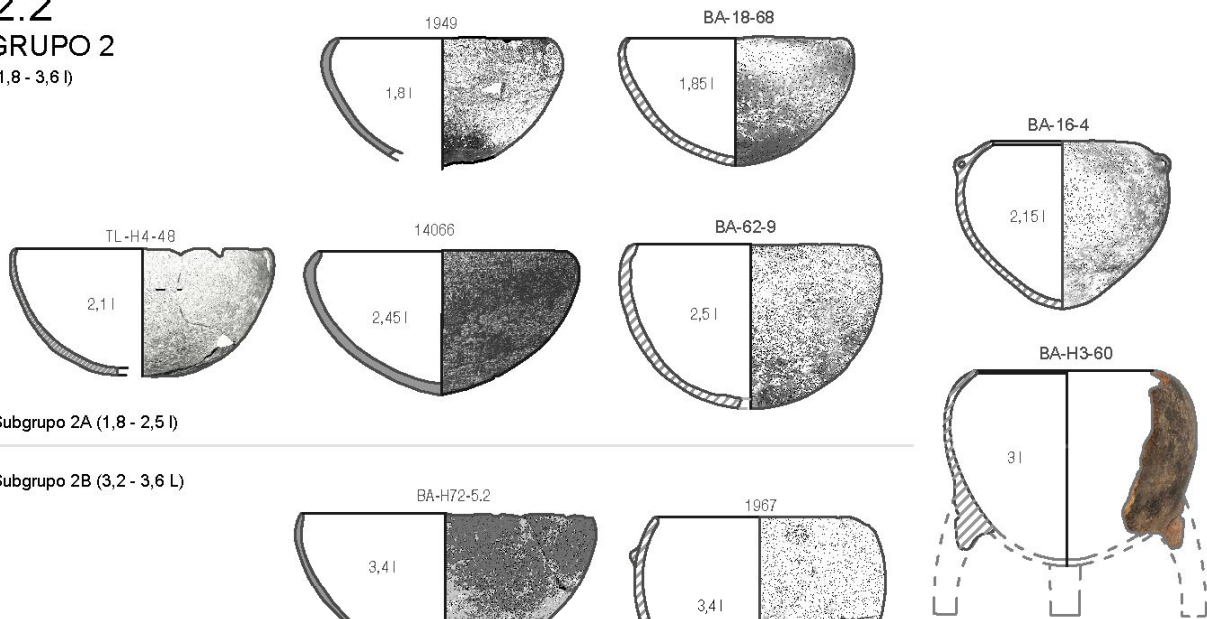 2.2
GRUPO 2
1,8 - 3,6 l)
1949
1,8 l
BA-18-68
1,85 l
BA-16-4
2,15 l
TL-H4-48
2,1 l
14066
2,45 l
BA-62-9
2,5 l
BA-H3-60
3 l
Subgrupo 2A (1,8 - 2,5 l)
Subgrupo 2B (3,2 - 3,6 L)
BA-H72-5.2
3,4 l
1967
3,4 l